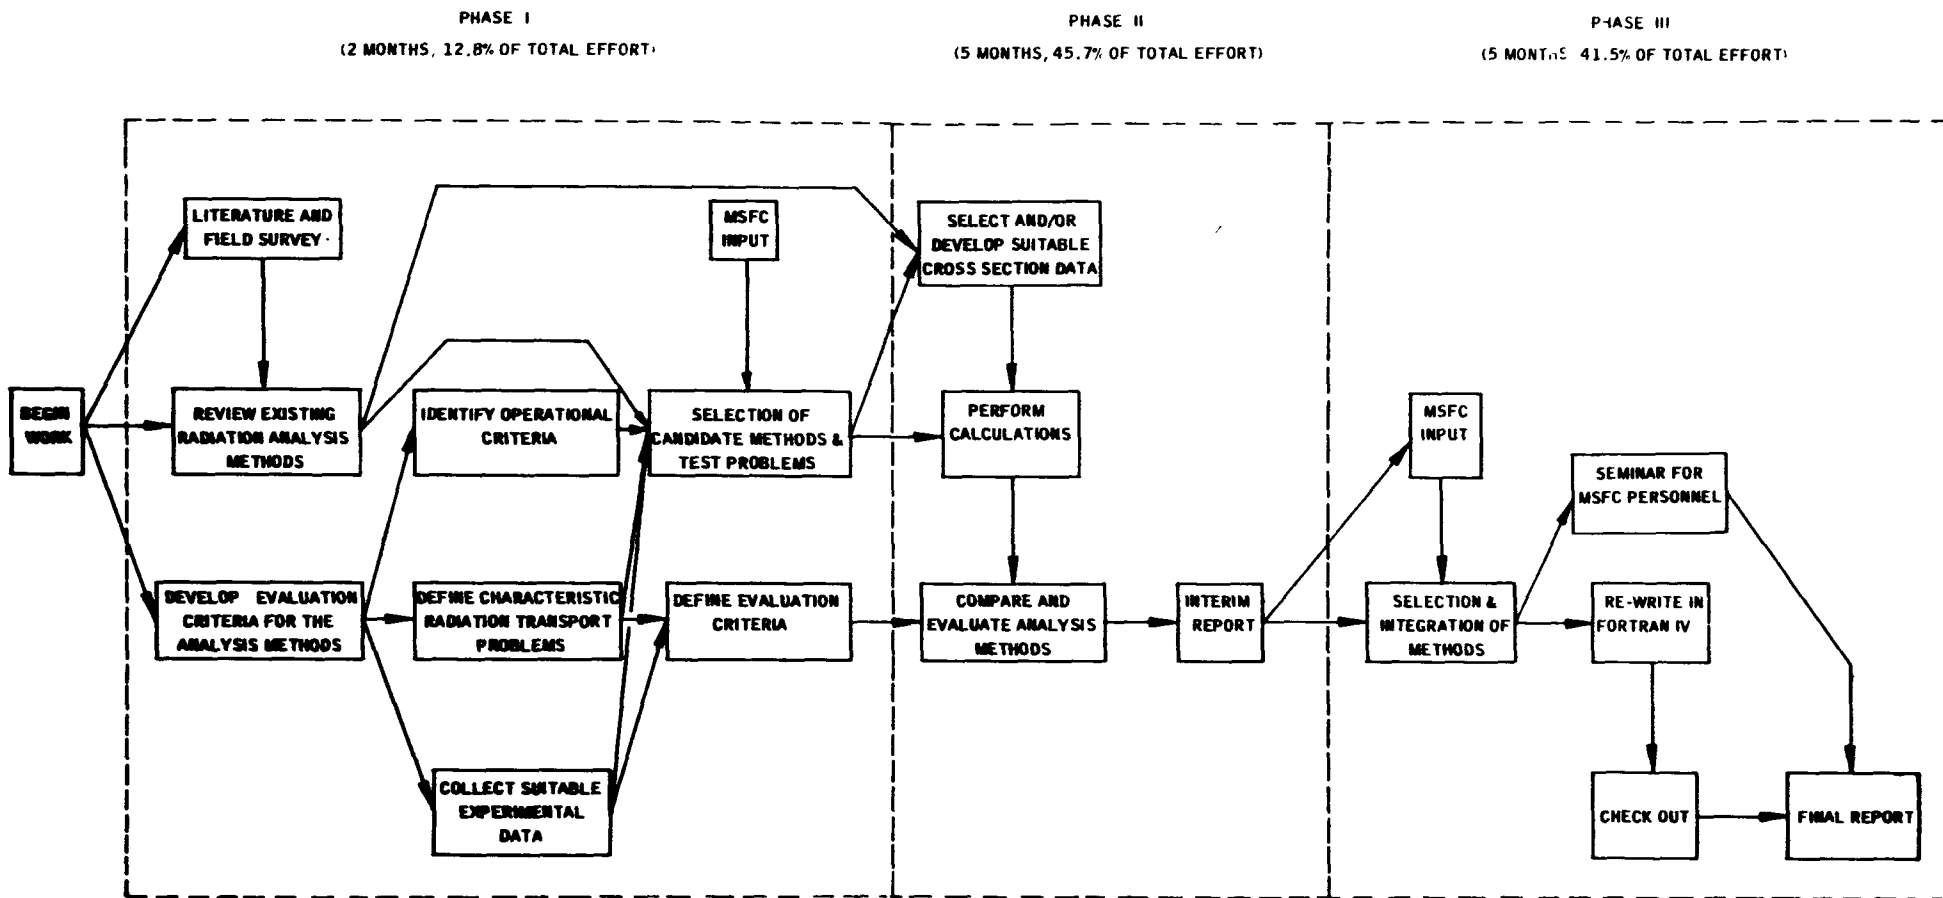 PHASE I
(2 MONTHS, 12.8% OF TOTAL EFFORT)
PHASE II
(5 MONTHS, 45.7% OF TOTAL EFFORT)
PHASE III
(5 MONTHS 41.5% OF TOTAL EFFORT)
BEGIN
WORK
LITERATURE AND
FIELD SURVEY
REVIEW EXISTING
RADIATION ANALYSIS
METHODS
DEVELOP EVALUATION
CRITERIA FOR THE
ANALYSIS METHODS
IDENTIFY OPERATIONAL
CRITERIA
DEFINE CHARACTERISTIC
RADIATION TRANSPORT
PROBLEMS
COLLECT SUITABLE
EXPERIMENTAL
DATA
MSFC
INPUT
SELECTION OF
CANDIDATE METHODS &
TEST PROBLEMS
DEFINE EVALUATION
CRITERIA
SELECT AND/OR
DEVELOP SUITABLE
CROSS SECTION DATA
PERFORM
CALCULATIONS
COMPARE AND
EVALUATE ANALYSIS
METHODS
INTERIM
REPORT
MSFC
INPUT
SELECTION &
INTEGRATION OF
METHODS
SEMINAR FOR
MSFC PERSONNEL
RE-WRITE IN
FORTRAN IV
CHECK OUT
FINAL REPORT